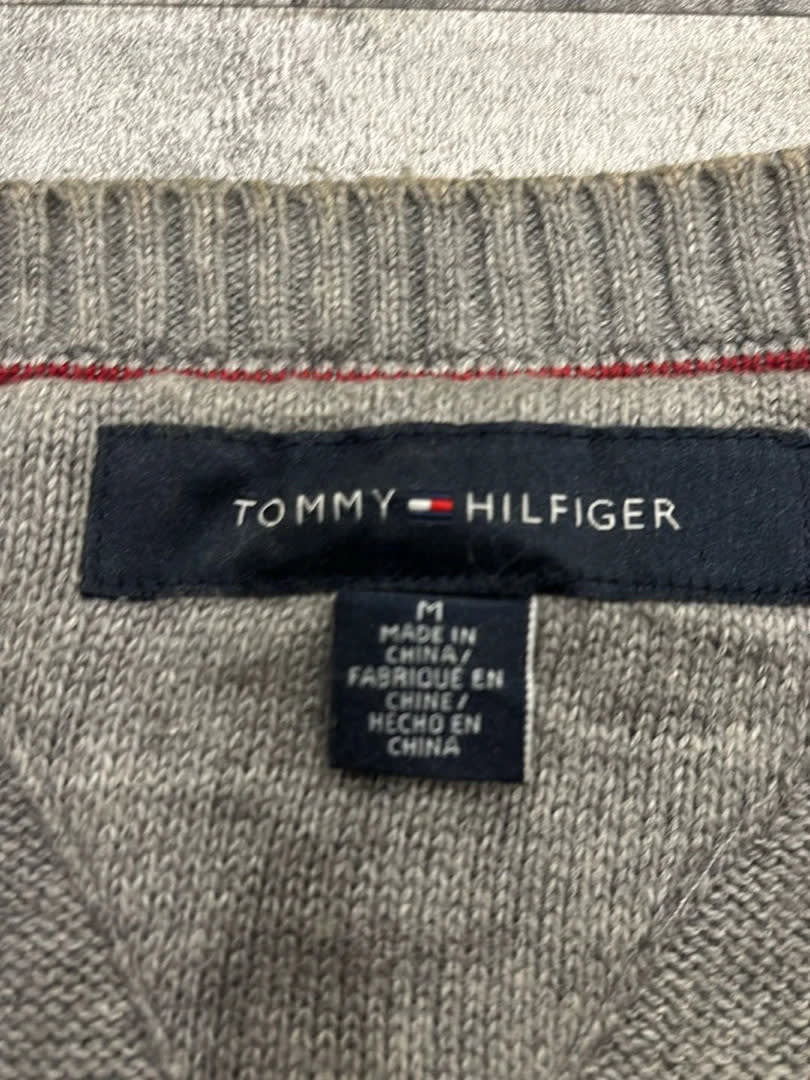 TOMMY HILFIGER
M
MADE IN
CHINA/
FABRIQUÉ EN
CHINE/
HECHO EN
CHINA